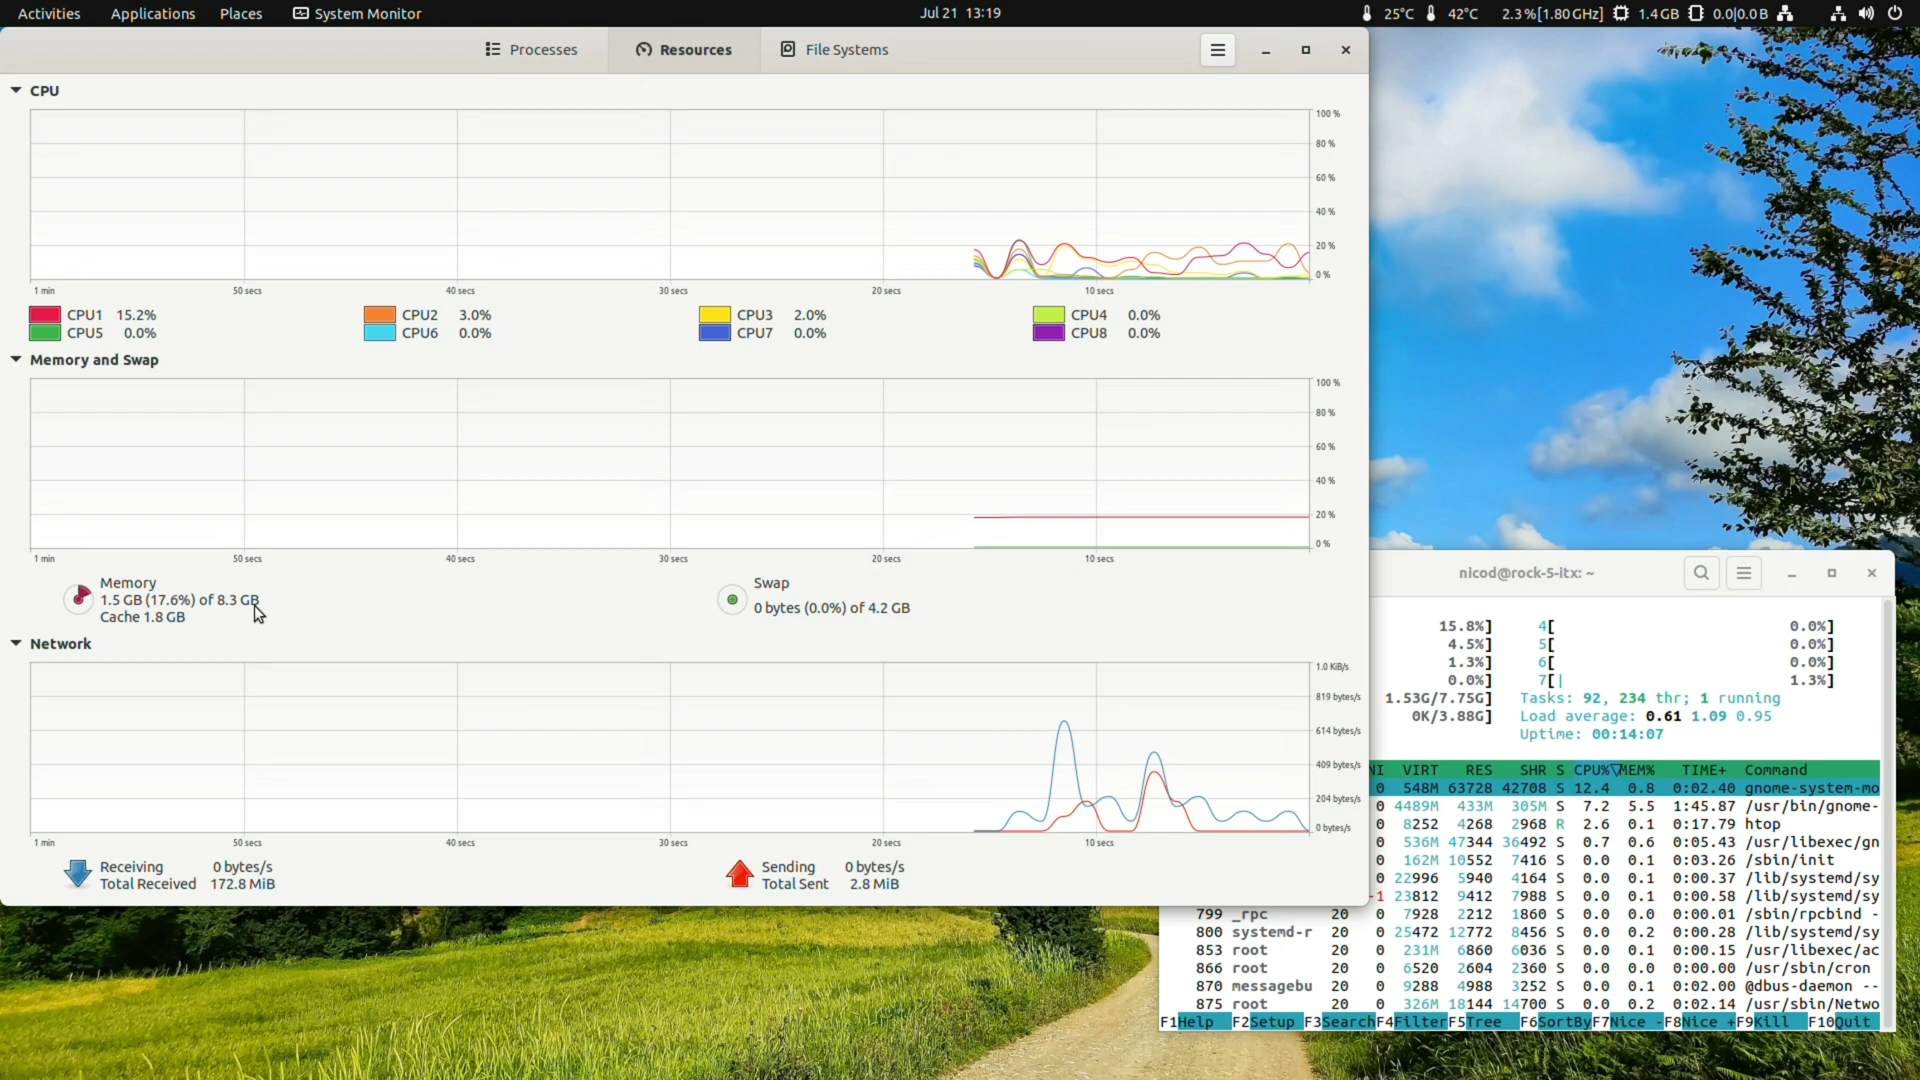 Activities Applications Places System Monitor Jul 21 13:19 25°C 42°C 2.3%[1.80GHz] 1.4GB 0.0|0.0B
Processes Resources File Systems
CPU
100 %
80 %
60 %
40 %
20 %
0 %
1 min 50 secs 40 secs 30 secs 20 secs 10 secs
CPU1 15.2% CPU2 3.0% CPU3 2.0% CPU4 0.0%
CPU5 0.0% CPU6 0.0% CPU7 0.0% CPU8 0.0%
Memory and Swap
100 %
80 %
60 %
40 %
20 %
0 %
1 min 50 secs 40 secs 30 secs 20 secs 10 secs
Memory
1.5 GB (17.6%) of 8.3 GB
Cache 1.8 GB
Swap
0 bytes (0.0%) of 4.2 GB
Network
1.0 KiB/s
819 bytes/s
614 bytes/s
409 bytes/s
204 bytes/s
0 bytes/s
1 min 50 secs 40 secs 30 secs 20 secs 10 secs
Receiving 0 bytes/s
Total Received 172.8 MiB
Sending 0 bytes/s
Total Sent 2.8 MiB
nicod@rock-5-itx: ~
15.8%] 4[ 0.0%]
4.5%] 5[ 0.0%]
1.3%] 6[ 0.0%]
0.0%] 7[| 1.3%]
1.53G/7.75G] Tasks: 92, 234 thr; 1 running
0K/3.88G] Load average: 0.61 1.09 0.95
Uptime: 00:14:07
NI VIRT RES SHR S CPU%▽MEM% TIME+ Command
0 548M 63728 42708 S 12.4 0.8 0:02.40 gnome-system-mo
0 4489M 433M 305M S 7.2 5.5 1:45.87 /usr/bin/gnome-
0 8252 4268 2968 R 2.6 0.1 0:17.79 htop
0 536M 47344 36492 S 0.7 0.6 0:05.43 /usr/libexec/gn
0 162M 10552 7416 S 0.0 0.1 0:03.26 /sbin/init
0 22996 5940 4164 S 0.0 0.1 0:00.37 /lib/systemd/sy
-1 23812 9412 7988 S 0.0 0.1 0:00.58 /lib/systemd/sy
799 _rpc 20 0 7928 2212 1860 S 0.0 0.0 0:00.01 /sbin/rpcbind -
800 systemd-r 20 0 25472 12772 8456 S 0.0 0.2 0:00.28 /lib/systemd/sy
853 root 20 0 231M 6860 6036 S 0.0 0.1 0:00.15 /usr/libexec/ac
866 root 20 0 6520 2604 2360 S 0.0 0.0 0:00.00 /usr/sbin/cron
870 messagebu 20 0 9288 4988 3252 S 0.0 0.1 0:02.00 @dbus-daemon --
875 root 20 0 326M 18144 14700 S 0.0 0.2 0:02.14 /usr/sbin/Netwo
F1Help F2Setup F3SearchF4FilterF5Tree F6SortByF7Nice -F8Nice +F9Kill F10Quit